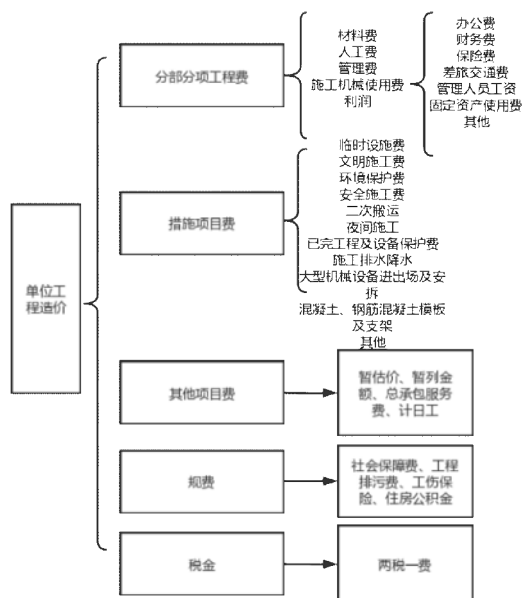 单位工
程造价
分部分项工程费
材料费
人工费
管理费
施工机械使用费
利润
办公费
财务费
保险费
差旅交通费
管理人员工资
固定资产使用费
其他
措施项目费
临时设施费
文明施工费
环境保护费
安全施工费
二次搬运
夜间施工
已完工程及设备保护费
施工排水降水
大型机械设备进出场及安
拆
混凝土、钢筋混凝土模板
及支架
其他
其他项目费
暂估价、暂列金
额、总承包服务
费、计日工
规费
社会保障费、工程
排污费、工伤保
险、住房公积金
税金
两税一费